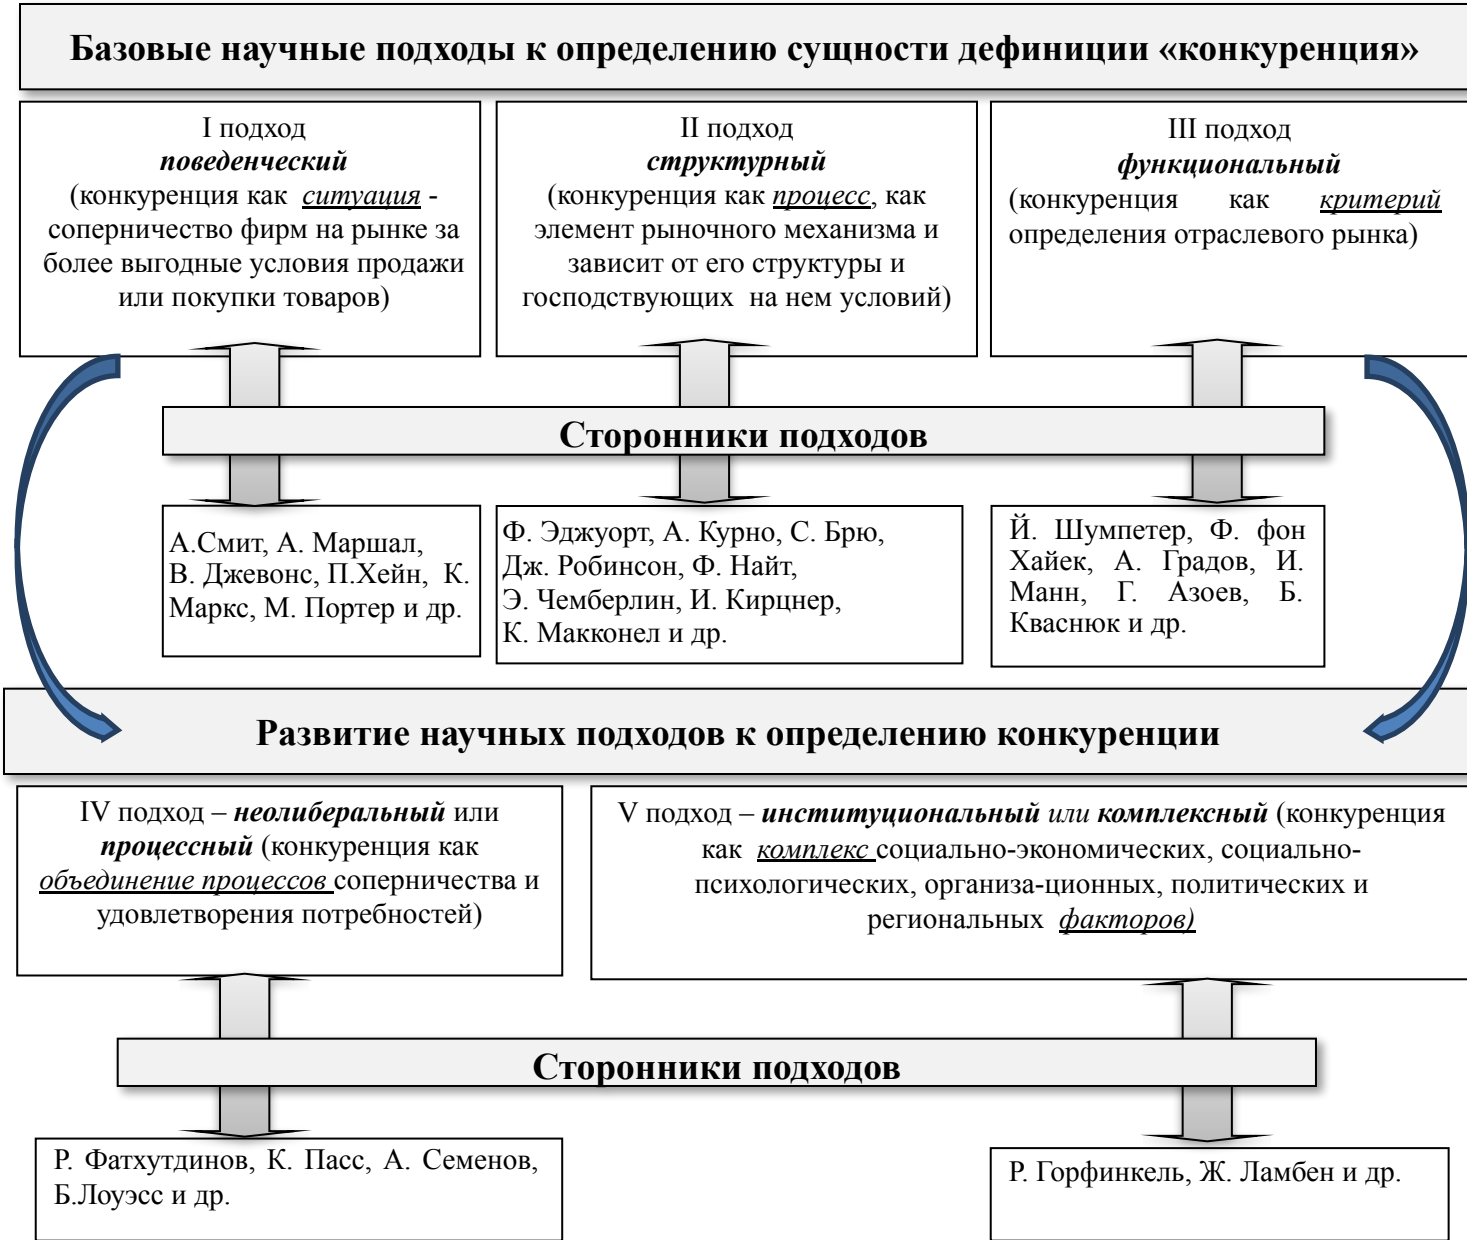 Базовые научные подходы к определению сущности дефиниции «конкуренция»
I подход
поведенческий
(конкуренция как ситуация -
соперничество фирм на рынке за
более выгодные условия продажи
или покупки товаров)
II подход
структурный
(конкуренция как процесс, как
элемент рыночного механизма и
зависит от его структуры и
господствующих на нем условий)
III подход
функциональный
(конкуренция как критерий
определения отраслевого рынка)
Сторонники подходов
А.Смит, А. Маршал,
В. Джевонс, П.Хейн, К.
Маркс, М. Портер и др.
Ф. Эджуорт, А. Курно, С. Брю,
Дж. Робинсон, Ф. Найт,
Э. Чемберлин, И. Кирцнер,
К. Макконел и др.
Й. Шумпетер, Ф. фон
Хайек, А. Градов, И.
Манн, Г. Азоев, Б.
Кваснюк и др.
Развитие научных подходов к определению конкуренции
IV подход – неолиберальный или
процессный (конкуренция как
объединение процессов соперничества и
удовлетворения потребностей)
V подход – институциональный или комплексный (конкуренция
как комплекс социально-экономических, социально-
психологических, организа-ционных, политических и
региональных факторов)
Сторонники подходов
Р. Фатхутдинов, К. Пасс, А. Семенов,
Б.Лоуэсс и др.
Р. Горфинкель, Ж. Ламбен и др.